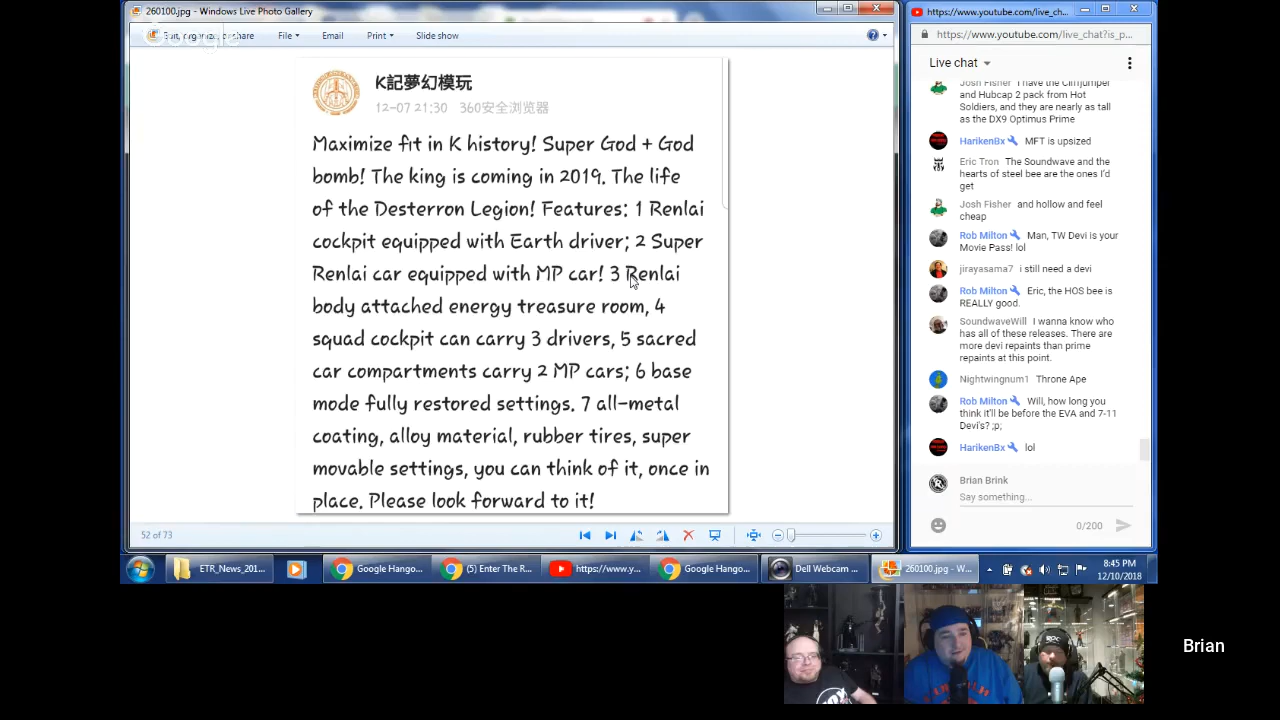 260100.jpg - Windows Live Photo Gallery
Google
File
Email
Print
Slide show
K記夢幻模玩
12-07 21:30 360安全浏览器
Maximize fit in K history! Super God + God
bomb! The king is coming in 2019. The life
of the Desterron Legion! Features: 1 Renlai
cockpit equipped with Earth driver; 2 Super
Renlai car equipped with MP car! 3 Renlai
body attached energy treasure room, 4
squad cockpit can carry 3 drivers, 5 sacred
car compartments carry 2 MP cars; 6 base
mode fully restored settings. 7 all-metal
coating, alloy material, rubber tires, super
movable settings, you can think of it, once in
place. Please look forward to it!
52 of 73
https://www.youtube.com/live_ch...
https://www.youtube.com/live_chat?is_p...
Live chat
Josh Fisher I have the Cliffjumper
and Hubcap 2 pack from Hot
Soldiers, and they are nearly as tall
as the DX9 Optimus Prime
HarikenBx MFT is upsized
Eric Tron The Soundwave and the
hearts of steel bee are the ones I'd
get
Josh Fisher and hollow and feel
cheap
Rob Milton Man, TW Devi is your
Movie Pass! lol
jirayasama7 i still need a devi
Rob Milton Eric, the HOS bee is
REALLY good.
SoundwaveWill I wanna know who
has all of these releases. There are
more devi repaints than prime
repaints at this point.
Nightwingnum1 Throne Ape
Rob Milton Will, how long you
think it'll be before the EVA and 7-11
Devi's? ;p;
HarikenBx lol
Brian Brink
Say something...
0/200
ETR_News_201...
Google Hango...
(5) Enter The R...
https://www.y...
Google Hango...
Dell Webcam ...
260100.jpg - W...
8:45 PM
12/10/2018
Brian